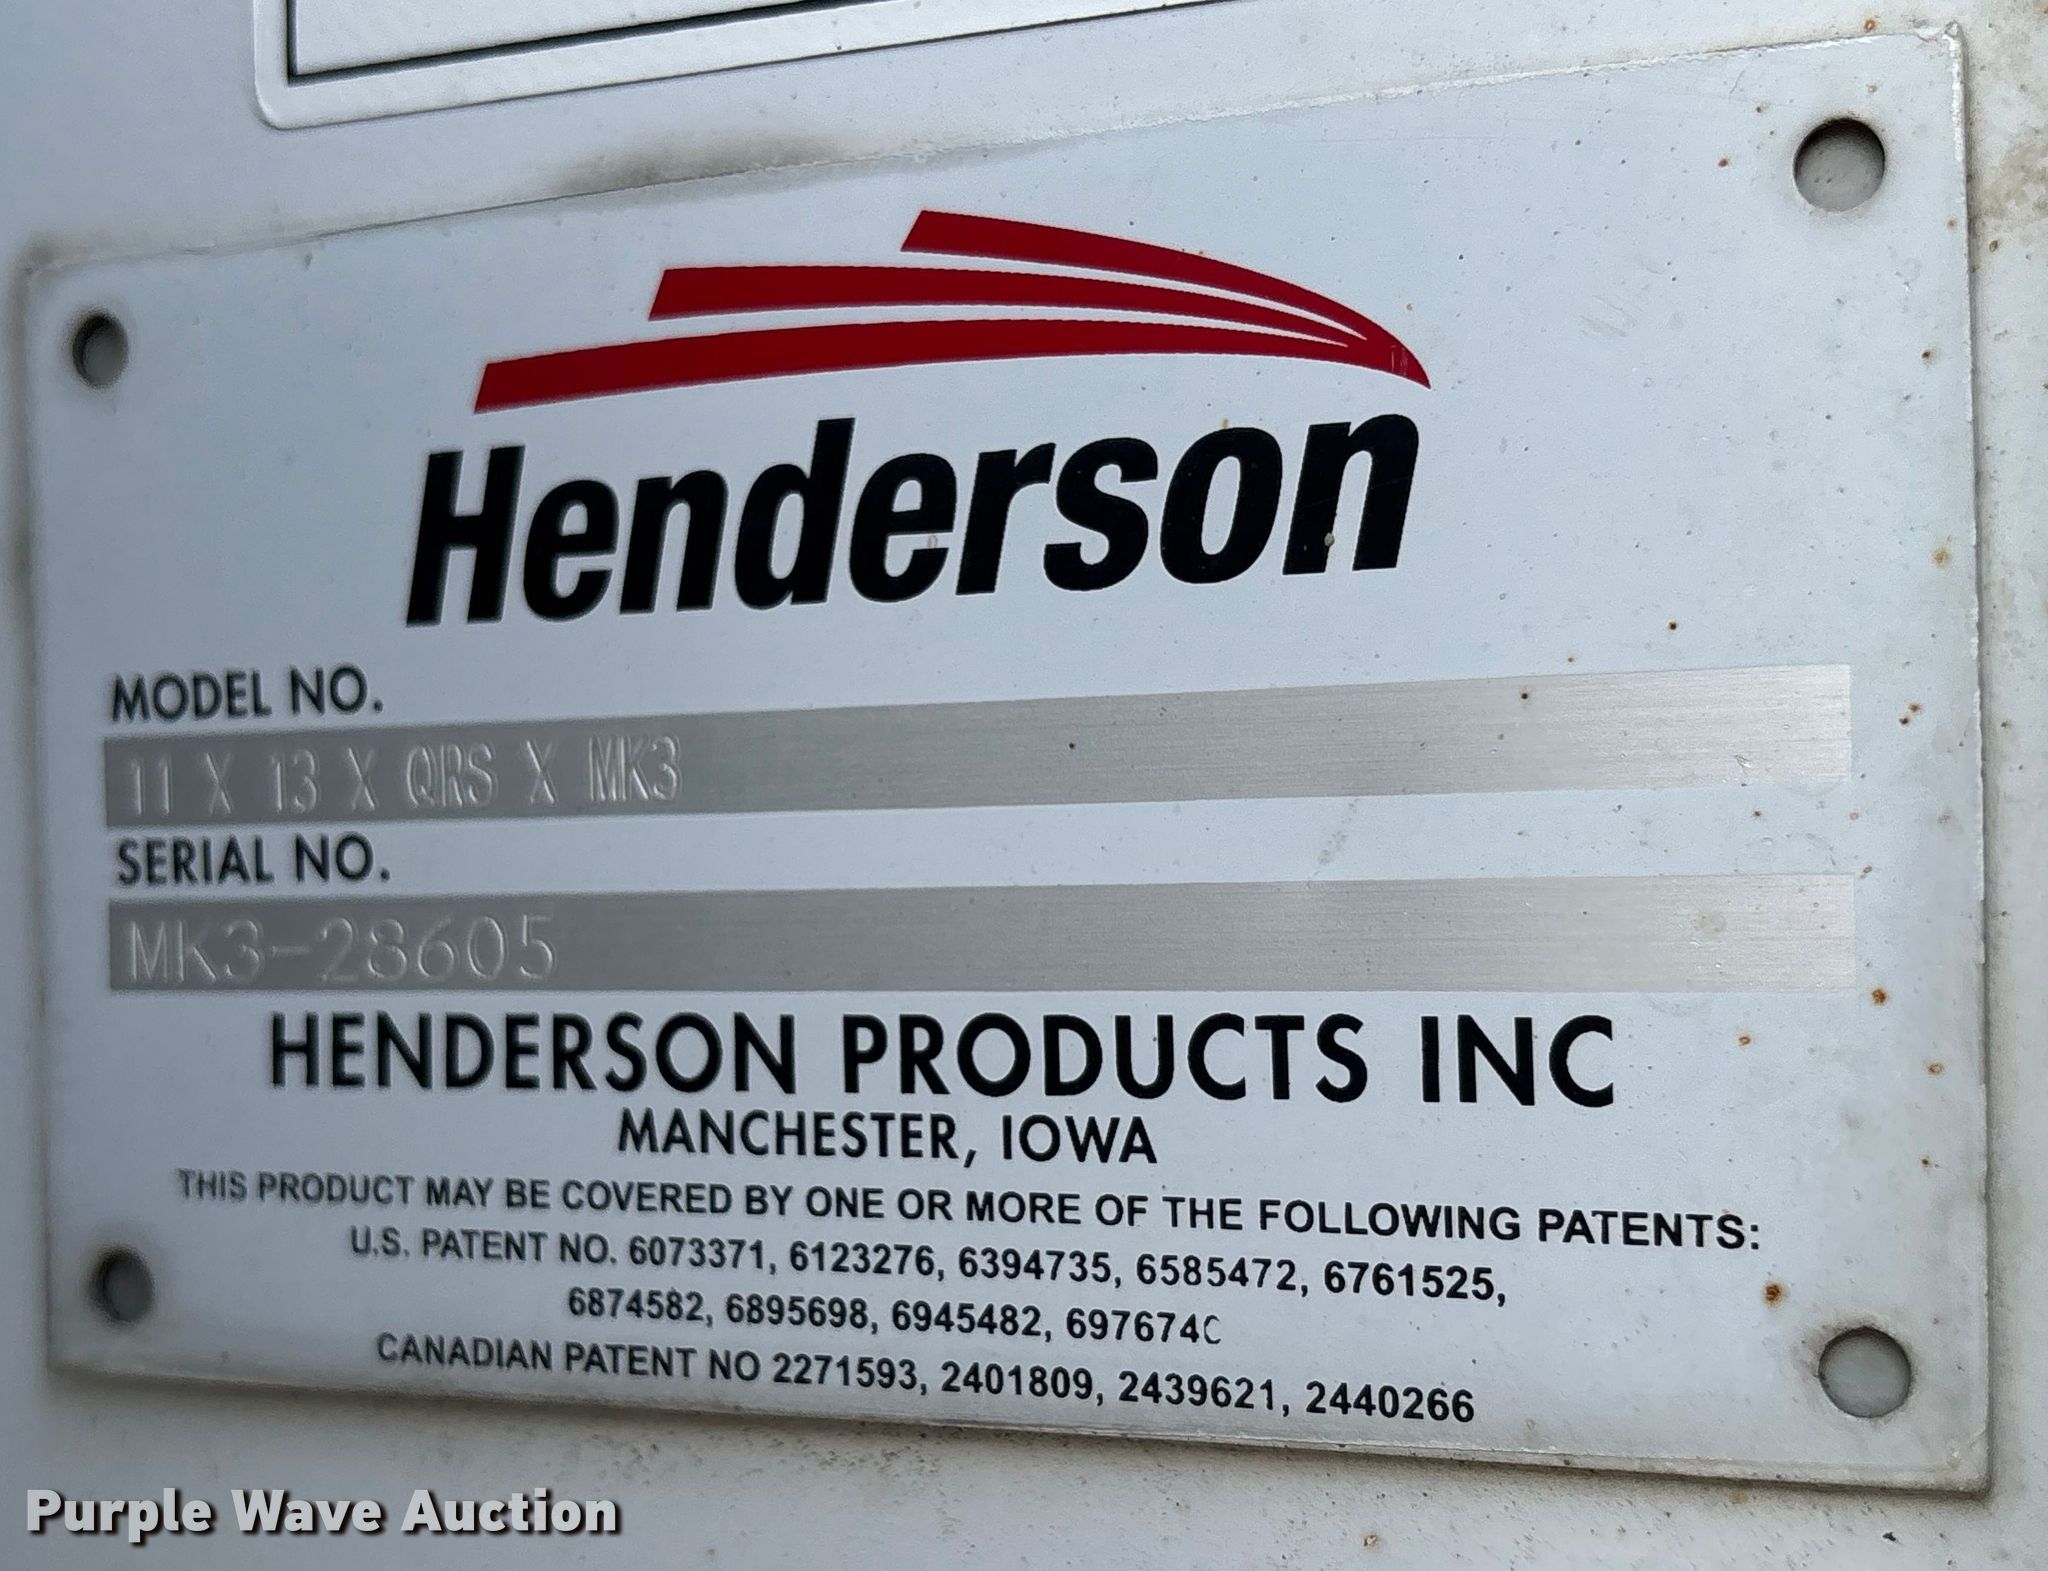 Henderson
MODEL NO.
11 X 13 X QRS X MK3
SERIAL NO.
MK3-28605
HENDERSON PRODUCTS INC
MANCHESTER, IOWA
THIS PRODUCT MAY BE COVERED BY ONE OR MORE OF THE FOLLOWING PATENTS:
U.S. PATENT NO. 6073371, 6123276, 6394735, 6585472, 6761525,
6874582, 6895698, 6945482, 697674C
CANADIAN PATENT NO 2271593, 2401809, 2439621, 2440266
Purple Wave Auction